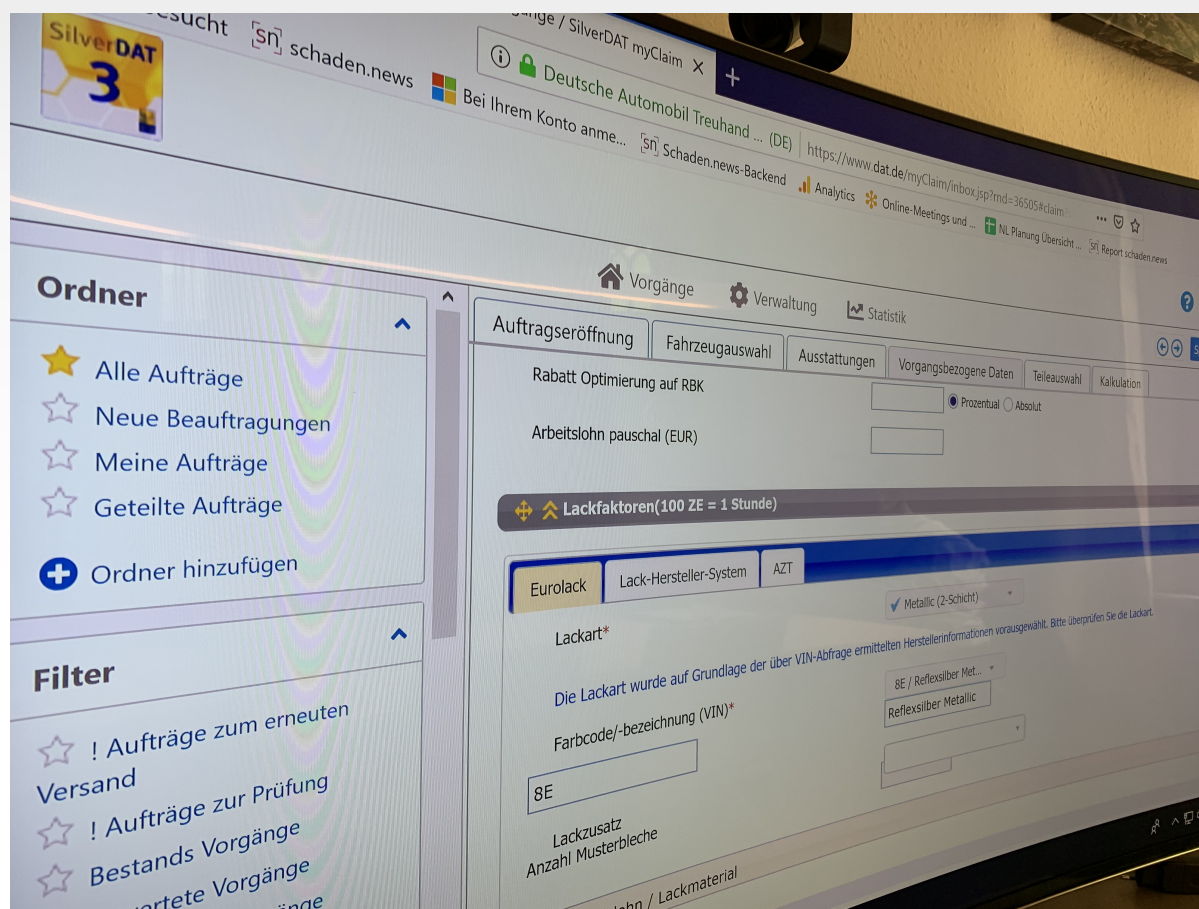 SilverDAT
3
schaden.news
Bei Ihrem Konto anme...
SilverDAT myClaim
Deutsche Automobil Treuhand ... (DE)
https://www.dat.de/myClaim/inbox.jsp?rnd=36505#claim
Schaden.news-Backend
Analytics
Online-Meetings und ...
NL Planung Übersicht ...
Report schaden.news
Vorgänge
Verwaltung
Statistik
Ordner
Alle Aufträge
Neue Beauftragungen
Meine Aufträge
Geteilte Aufträge
Ordner hinzufügen
Filter
! Aufträge zum erneuten
Versand
! Aufträge zur Prüfung
Bestands Vorgänge
Vorgänge
Auftragseröffnung
Fahrzeugauswahl
Ausstattungen
Vorgangsbezogene Daten
Teileauswahl
Kalkulation
Rabatt Optimierung auf RBK
Prozentual
Absolut
Arbeitslohn pauschal (EUR)
Lackfaktoren(100 ZE = 1 Stunde)
Eurolack
Lack-Hersteller-System
AZT
Lackart*
Metallic (2-Schicht)
Die Lackart wurde auf Grundlage der über VIN-Abfrage ermittelten Herstellerinformationen vorausgewählt. Bitte überprüfen Sie die Lackart.
Farbcode/-bezeichnung (VIN)*
8E / Reflexsilber Met...
Reflexsilber Metallic
8E
Lackzusatz
Anzahl Musterbleche
/ Lackmaterial